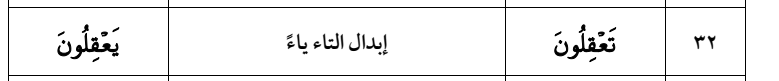 ٣٢ تَعْقِلُونَ إبدال التاء ياءً يَعْقِلُونَ